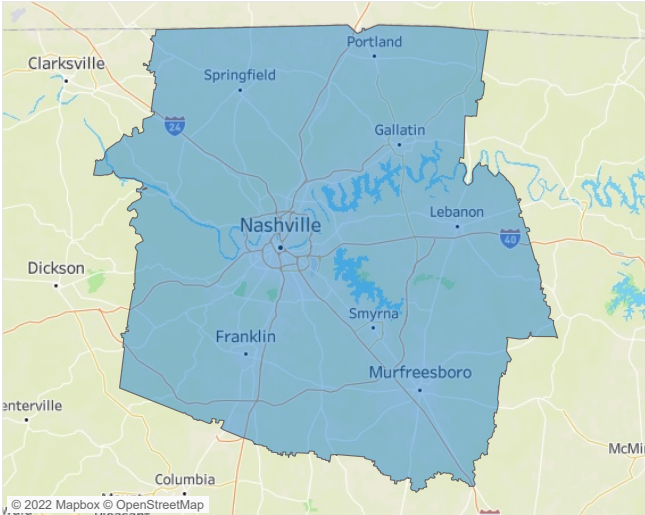 Portland
Clarksville
Springfield
24
Gallatin
Lebanon
Nashville
40
Dickson
Smyrna
Franklin
Murfreesboro
enterville
McMi
Columbia
© 2022 Mapbox © OpenStreetMap